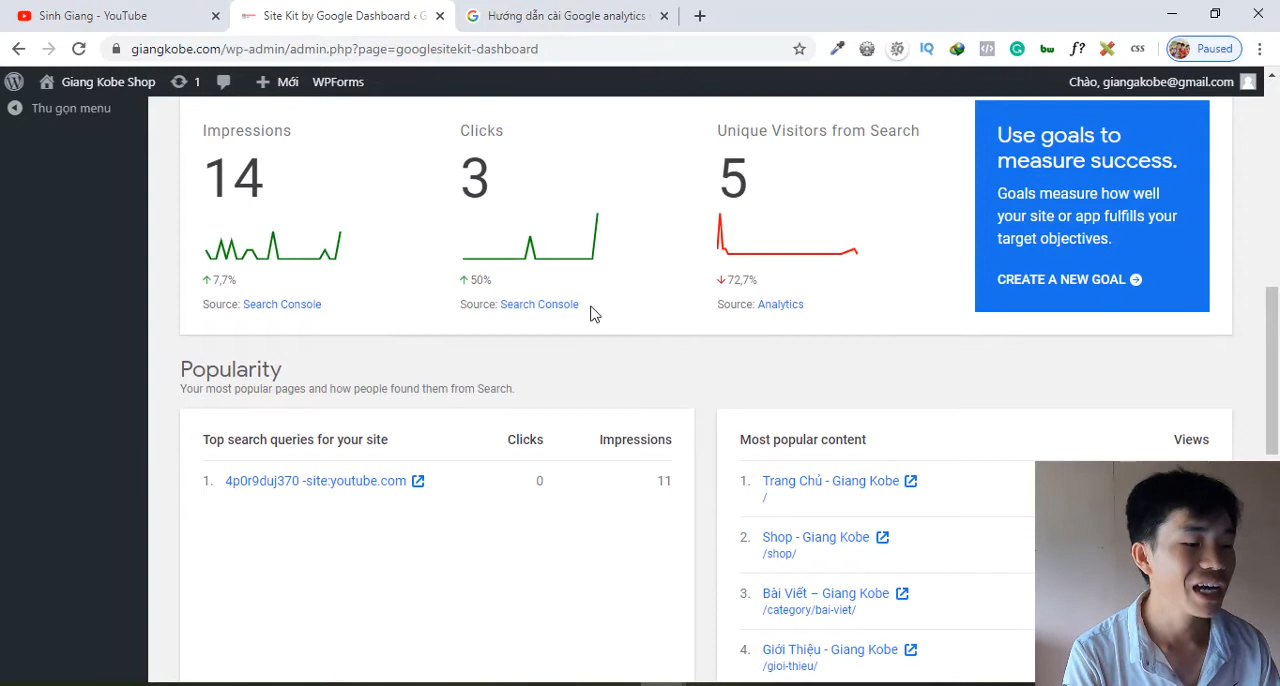 Sinh Giang - YouTube
Site Kit by Google Dashboard ‹ G
Hướng dẫn cài Google analytics
giangkobe.com/wp-admin/admin.php?page=googlesitekit-dashboard
IQ
bw
f?
css
Paused
Giang Kobe Shop
1
Mới
WPForms
Chào, giangakobe@gmail.com
Thu gọn menu
Impressions
14
7,7%
Source: Search Console
Clicks
3
50%
Source: Search Console
Unique Visitors from Search
5
72,7%
Source: Analytics
Use goals to
measure success.
Goals measure how well
your site or app fulfills your
target objectives.
CREATE A NEW GOAL
Popularity
Your most popular pages and how people found them from Search.
Top search queries for your site Clicks Impressions
1. 4p0r9duj370 -site:youtube.com 0 11
Most popular content Views
1. Trang Chủ - Giang Kobe
/
2. Shop - Giang Kobe
/shop/
3. Bài Viết – Giang Kobe
/category/bai-viet/
4. Giới Thiệu - Giang Kobe
/gioi-thieu/